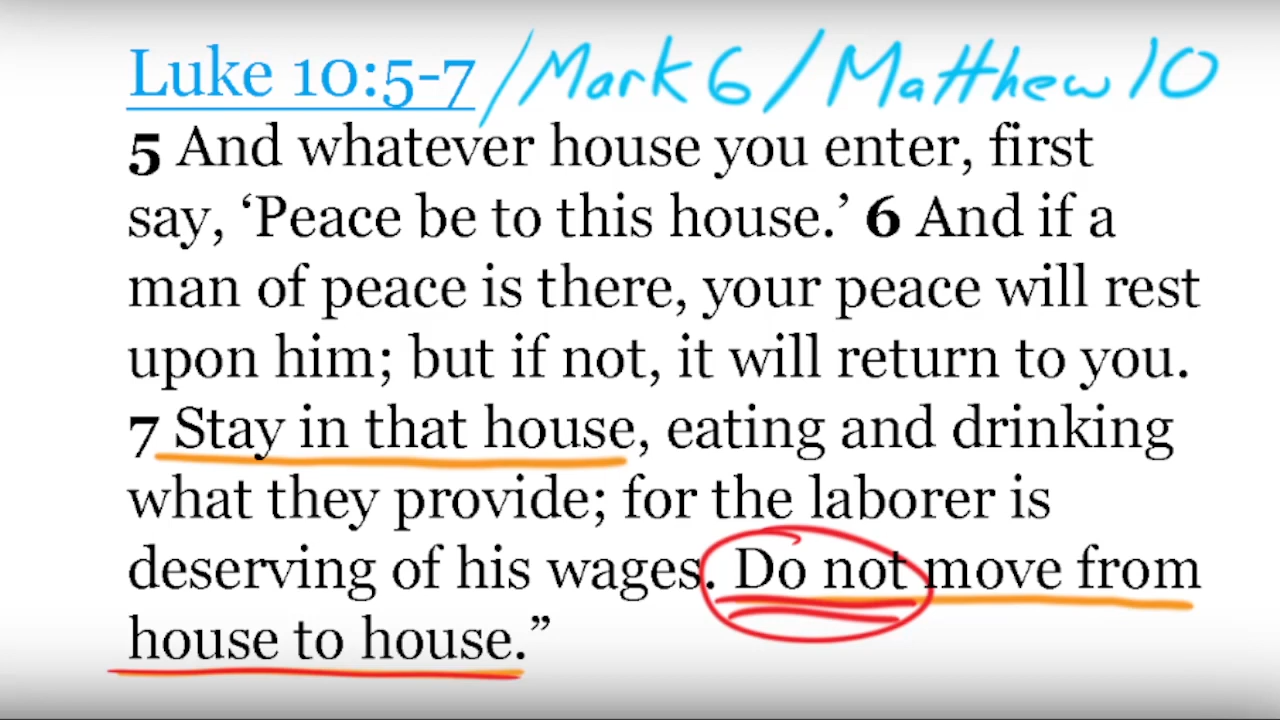 Luke 10:5-7 / Mark 6 / Matthew 10
5 And whatever house you enter, first
say, ‘Peace be to this house.’ 6 And if a
man of peace is there, your peace will rest
upon him; but if not, it will return to you.
7 Stay in that house, eating and drinking
what they provide; for the laborer is
deserving of his wages. Do not move from
house to house.”